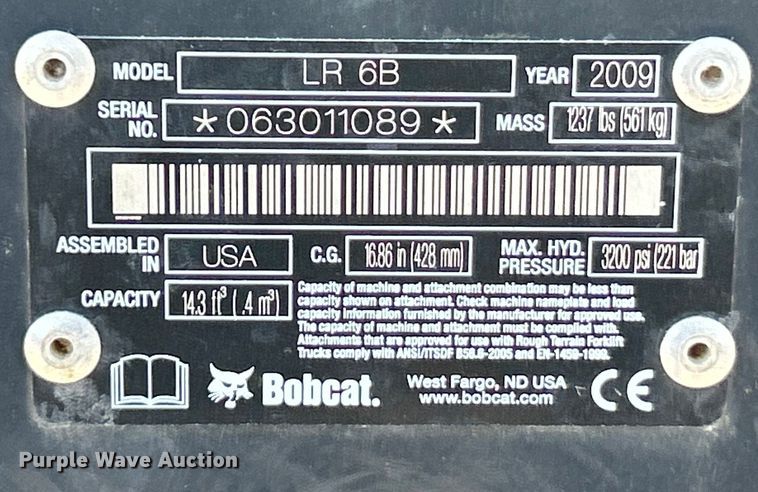 MODEL LR 6B YEAR 2009
SERIAL NO. *063011089* MASS 1237 lbs (561 kg)
ASSEMBLED IN USA C.G. 16.86 in (428 mm) MAX. HYD. PRESSURE 3200 psi (221 bar)
CAPACITY 14.3 ft³ (.4 m³)
Capacity of machine and attachment combination may be less than
capacity shown on attachment. Check machine nameplate and load
capacity information furnished by the manufacturer for approved use.
The capacity of machine and attachment must be complied with.
Attachments that are approved for use with Rough Terrain Forklift
Trucks comply with ANSI/ITSDF B56.6-2005 and EN-1459-1998.
Bobcat. West Fargo, ND USA CE
www.bobcat.com
Purple Wave Auction